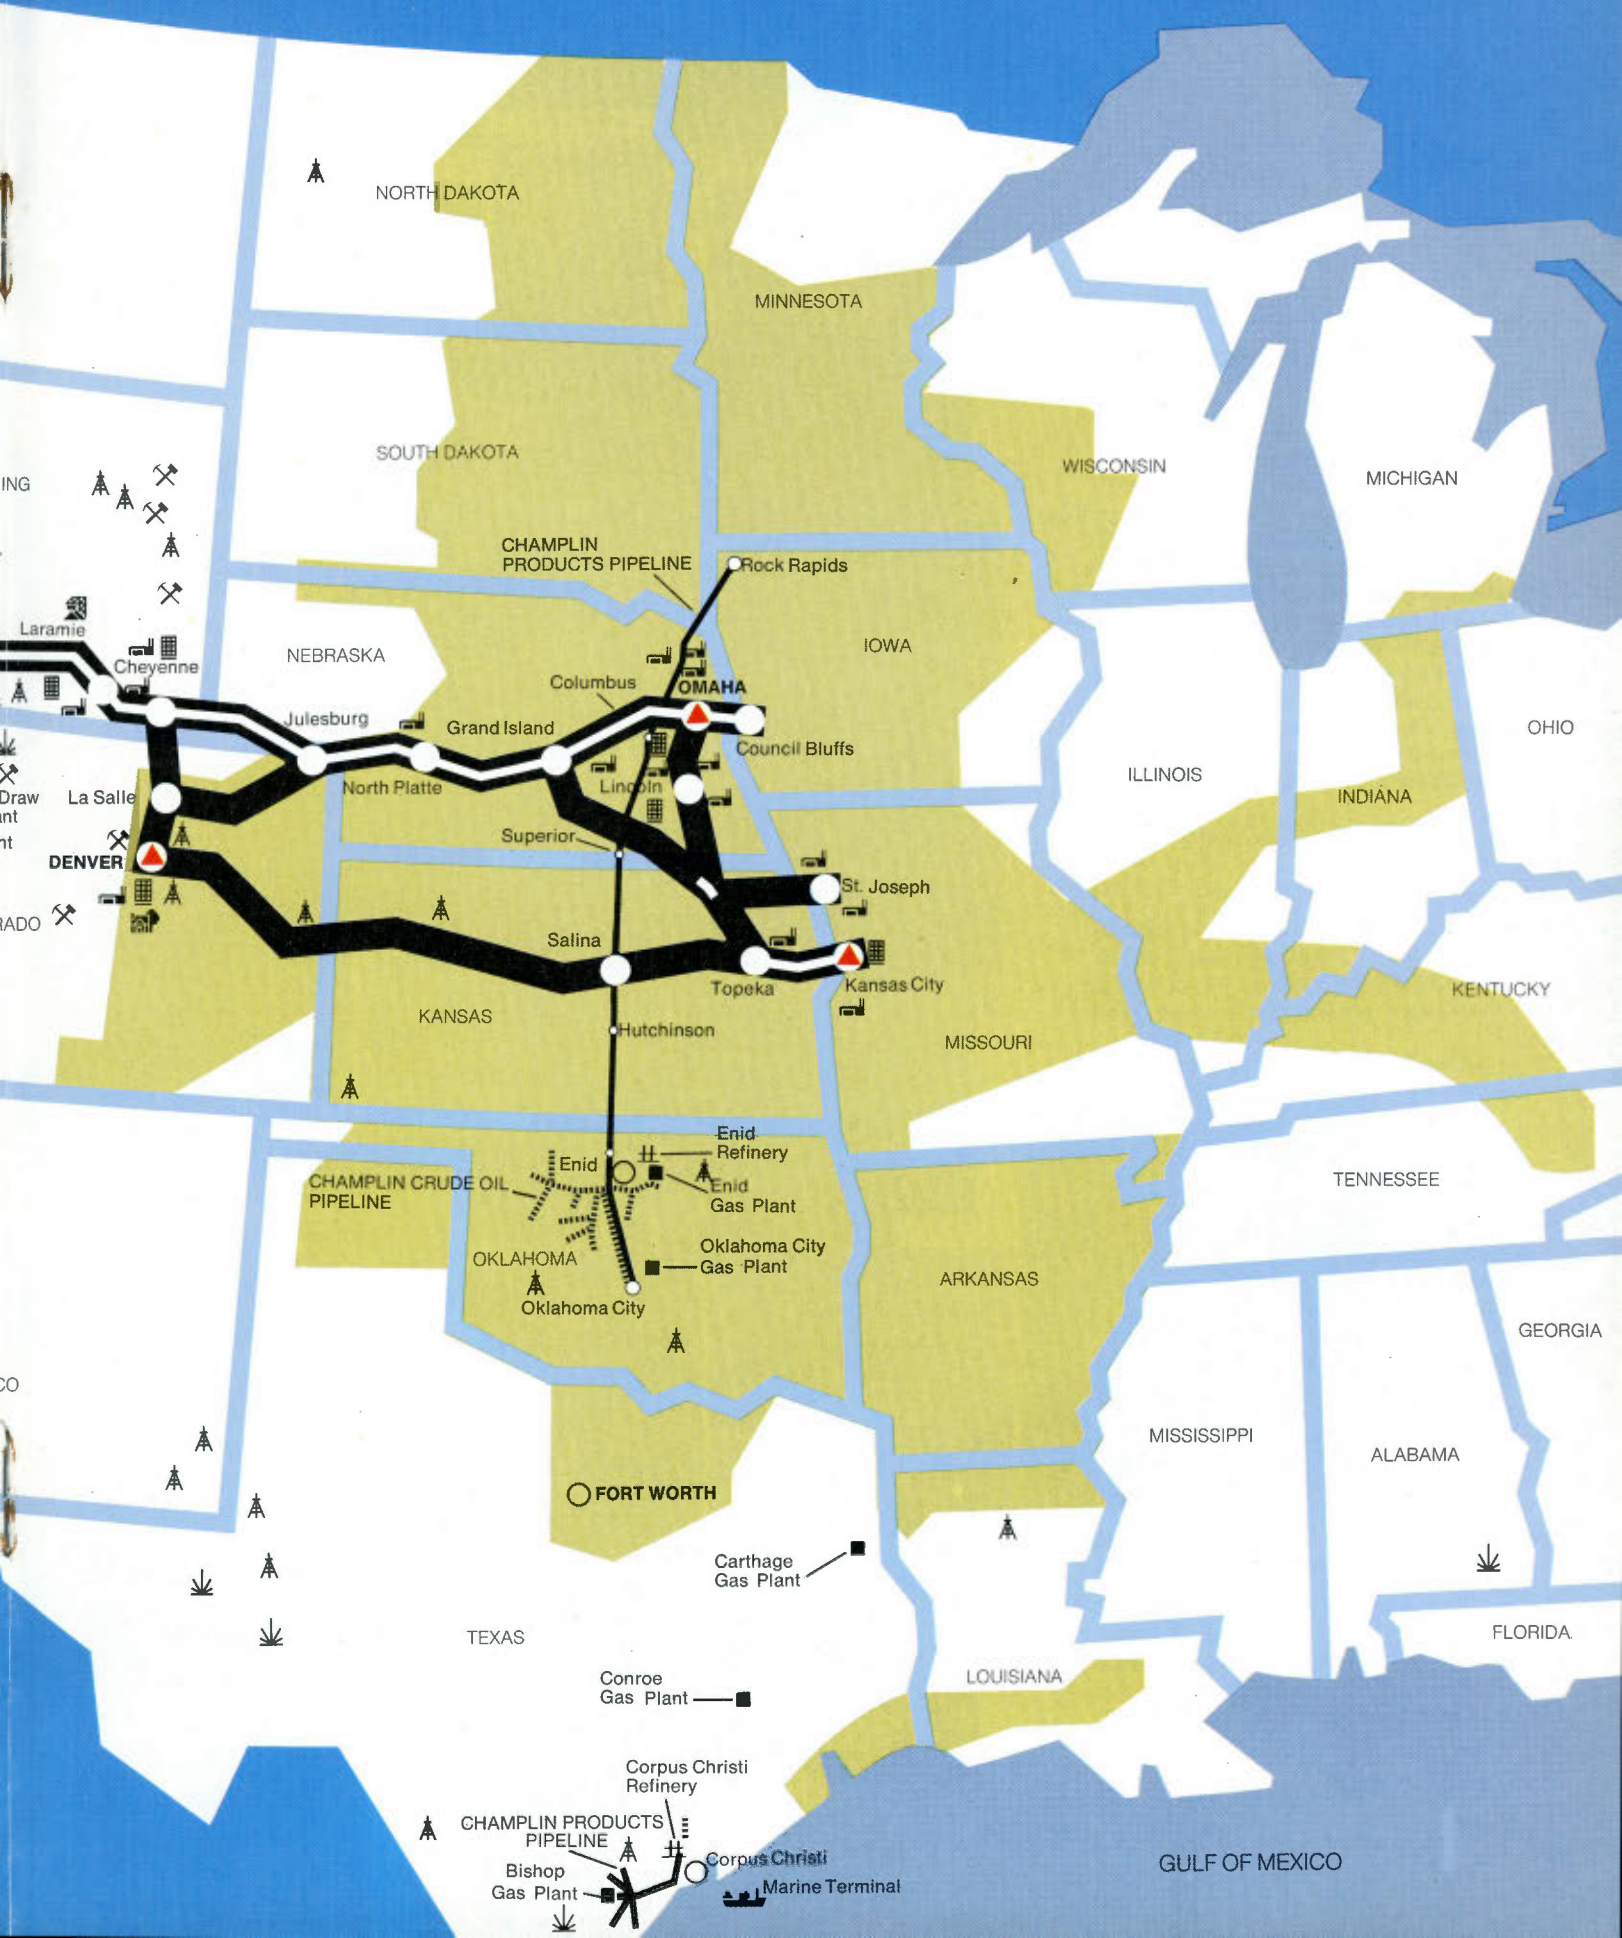 NORTH DAKOTA
MINNESOTA
SOUTH DAKOTA
WISCONSIN
MICHIGAN
ING
CHAMPLIN
PRODUCTS PIPELINE
Rock Rapids
Laramie
Cheyenne
NEBRASKA
IOWA
Columbus
OMAHA
Julesburg
Grand Island
Council Bluffs
OHIO
ILLINOIS
INDIANA
North Platte
Lincoln
La Salle
Draw
ant
nt
Superior
DENVER
St. Joseph
RADO
Salina
Topeka
Kansas City
KENTUCKY
KANSAS
Hutchinson
MISSOURI
Enid
Refinery
Enid
CHAMPLIN CRUDE OIL
PIPELINE
Enid
Gas Plant
TENNESSEE
Oklahoma City
Gas Plant
OKLAHOMA
ARKANSAS
Oklahoma City
GEORGIA
CO
MISSISSIPPI
ALABAMA
FORT WORTH
Carthage
Gas Plant
TEXAS
FLORIDA
LOUISIANA
Conroe
Gas Plant
Corpus Christi
Refinery
CHAMPLIN PRODUCTS
PIPELINE
Bishop
Gas Plant
Corpus Christi
Marine Terminal
GULF OF MEXICO